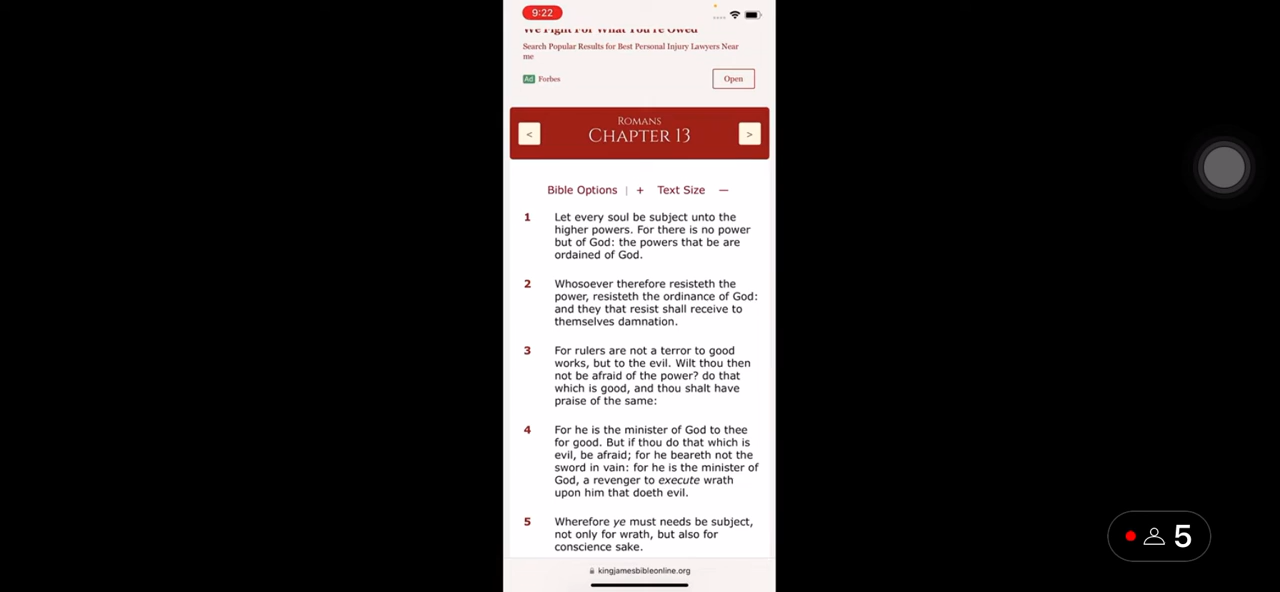 9:22
We Fight For What You're Owed
Search Popular Results for Best Personal Injury Lawyers Near
me
Ad Forbes
Open
ROMANS
CHAPTER 13
<
>
Bible Options | + Text Size —
1 Let every soul be subject unto the
higher powers. For there is no power
but of God: the powers that be are
ordained of God.
2 Whosoever therefore resisteth the
power, resisteth the ordinance of God:
and they that resist shall receive to
themselves damnation.
3 For rulers are not a terror to good
works, but to the evil. Wilt thou then
not be afraid of the power? do that
which is good, and thou shalt have
praise of the same:
4 For he is the minister of God to thee
for good. But if thou do that which is
evil, be afraid; for he beareth not the
sword in vain: for he is the minister of
God, a revenger to execute wrath
upon him that doeth evil.
5 Wherefore ye must needs be subject,
not only for wrath, but also for
conscience sake.
kingjamesbibleonline.org
5